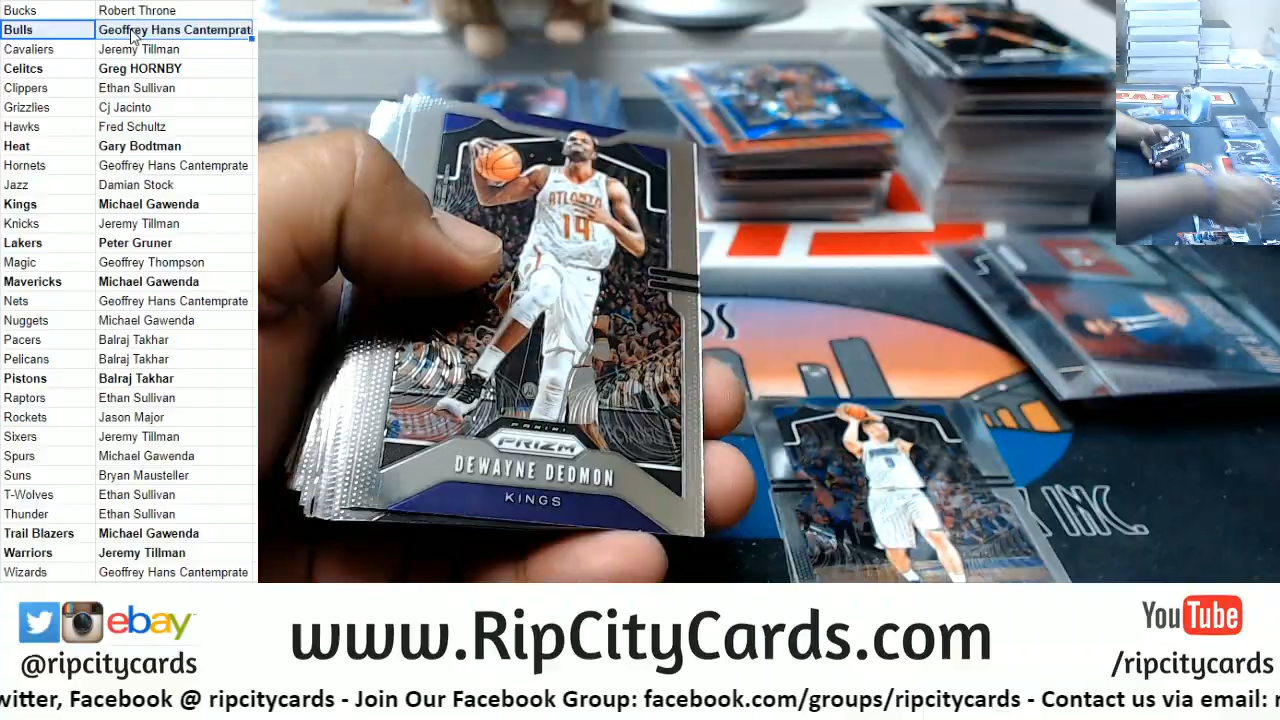 Bucks Robert Throne
Bulls Geoffrey Hans Cantemprat
Cavaliers Jeremy Tillman
Celitcs Greg HORNBY
Clippers Ethan Sullivan
Grizzlies Cj Jacinto
Hawks Fred Schultz
Heat Gary Bodtman
Hornets Geoffrey Hans Cantemprate
Jazz Damian Stock
Kings Michael Gawenda
Knicks Jeremy Tillman
Lakers Peter Gruner
Magic Geoffrey Thompson
Mavericks Michael Gawenda
Nets Geoffrey Hans Cantemprate
Nuggets Michael Gawenda
Pacers Balraj Takhar
Pelicans Balraj Takhar
Pistons Balraj Takhar
Raptors Ethan Sullivan
Rockets Jason Major
Sixers Jeremy Tillman
Spurs Michael Gawenda
Suns Bryan Mausteller
T-Wolves Ethan Sullivan
Thunder Ethan Sullivan
Trail Blazers Michael Gawenda
Warriors Jeremy Tillman
Wizards Geoffrey Hans Cantemprate
ATLANTA
14
PANINI
PRIZM
DEWAYNE DEDMON
KINGS
INC.
ebay
@ripcitycards
www.RipCityCards.com
YouTube
/ripcitycards
witter, Facebook @ ripcitycards - Join Our Facebook Group: facebook.com/groups/ripcitycards - Contact us via email: